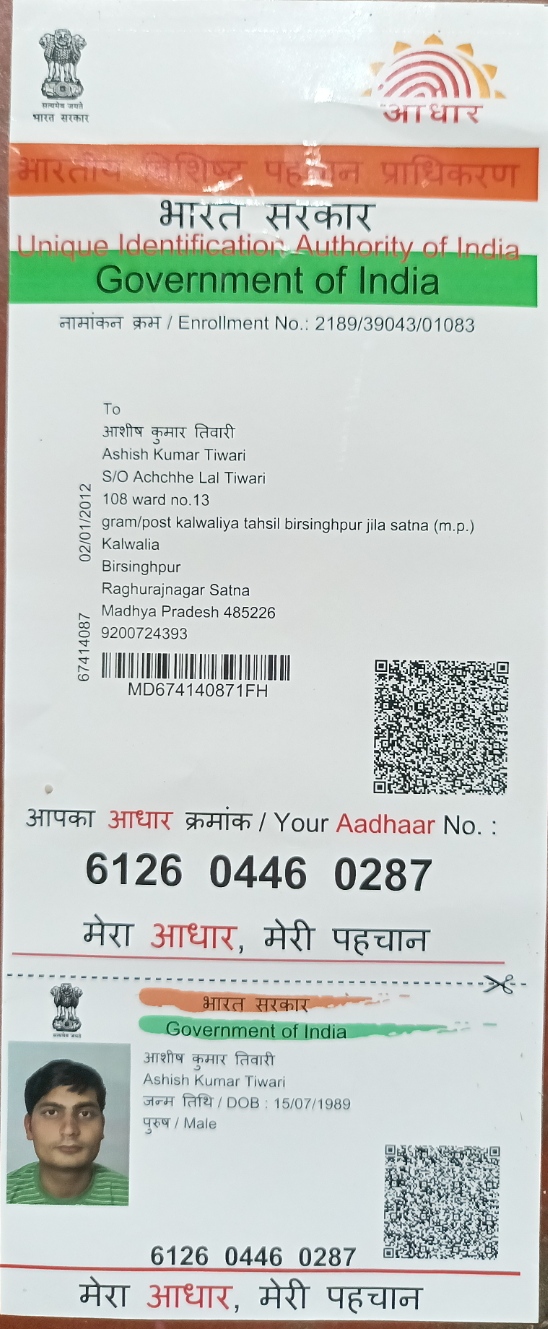 सत्यमेव जयते
भारत सरकार
आधार
भारतीय विशिष्ट पहचान प्राधिकरण
भारत सरकार
Unique Identification Authority of India
Government of India
नामांकन क्रम / Enrollment No.: 2189/39043/01083
To
आशीष कुमार तिवारी
Ashish Kumar Tiwari
S/O Achchhe Lal Tiwari
108 ward no.13
gram/post kalwaliya tahsil birsinghpur jila satna (m.p.)
Kalwalia
Birsinghpur
Raghurajnagar Satna
Madhya Pradesh 485226
9200724393
02/01/2012
67414087
MD674140871FH
आपका आधार क्रमांक / Your Aadhaar No. :
6126 0446 0287
मेरा आधार, मेरी पहचान
भारत सरकार
Government of India
आशीष कुमार तिवारी
Ashish Kumar Tiwari
जन्म तिथि / DOB : 15/07/1989
पुरुष / Male
6126 0446 0287
मेरा आधार, मेरी पहचान